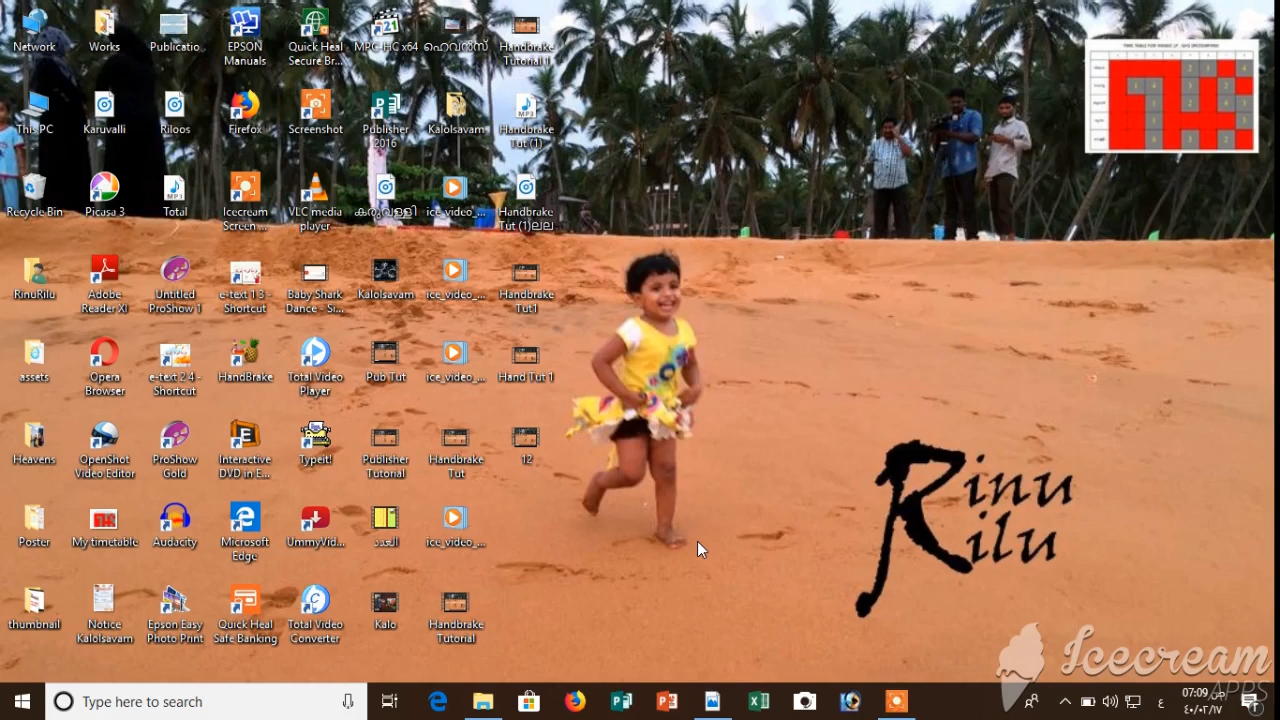 Network
Works
Publicatio
EPSON
Manuals
Quick Heal
Secure Br...
MPC-HC x64
ഹെവൻസ്
Handbrake
Tutorial 1
This PC
Karuvalli
Riloos
Firefox
Screenshot
Publisher
2016
Kalolsavam
Handbrake
Tut (1)
Recycle Bin
Picasa 3
Total
Icecream
Screen ...
VLC media
player
കരുവള്ളി
ice_video_...
Handbrake
Tut (1)ലല
RinuRilu
Adobe
Reader XI
Untitled
ProShow 1
e-text 1 3 -
Shortcut
Baby Shark
Dance - Si...
Kalolsavam
ice_video_...
Handbrake
Tut1
assets
Opera
Browser
e-text 2 4 -
Shortcut
HandBrake
Total Video
Player
Pub Tut
ice_video_...
Hand Tut 1
Heavens
OpenShot
Video Editor
ProShow
Gold
Interactive
DVD in E...
Typeit!
Publisher
Tutorial
Handbrake
Tut
12
Poster
My timetable
Audacity
Microsoft
Edge
UmmyVid...
العدد
ice_video_...
thumbnail
Notice
Kalolsavam
Epson Easy
Photo Print
Quick Heal
Safe Banking
Total Video
Converter
Kalo
Handbrake
Tutorial
Rinu
Rilu
Icecream
APPS
Type here to search
ع
07:09 ص